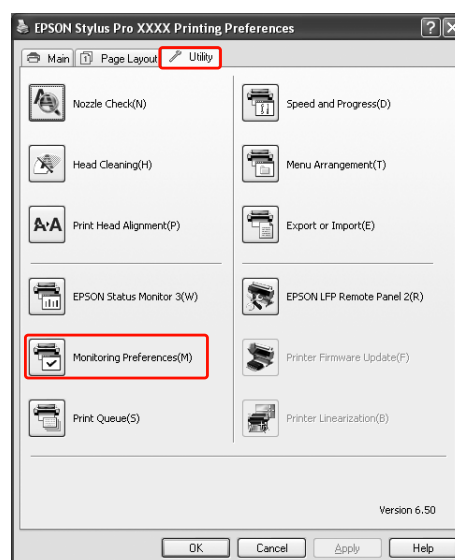 EPSON Stylus Pro XXXX Printing Preferences
Main
Page Layout
Utility
Nozzle Check(N)
Speed and Progress(D)
Head Cleaning(H)
Menu Arrangement(T)
A·A Print Head Alignment(P)
Export or Import(E)
EPSON Status Monitor 3(W)
EPSON LFP Remote Panel 2(R)
Monitoring Preferences(M)
Printer Firmware Update(F)
Print Queue(S)
Printer Linearization(B)
Version 6.50
OK
Cancel
Apply
Help